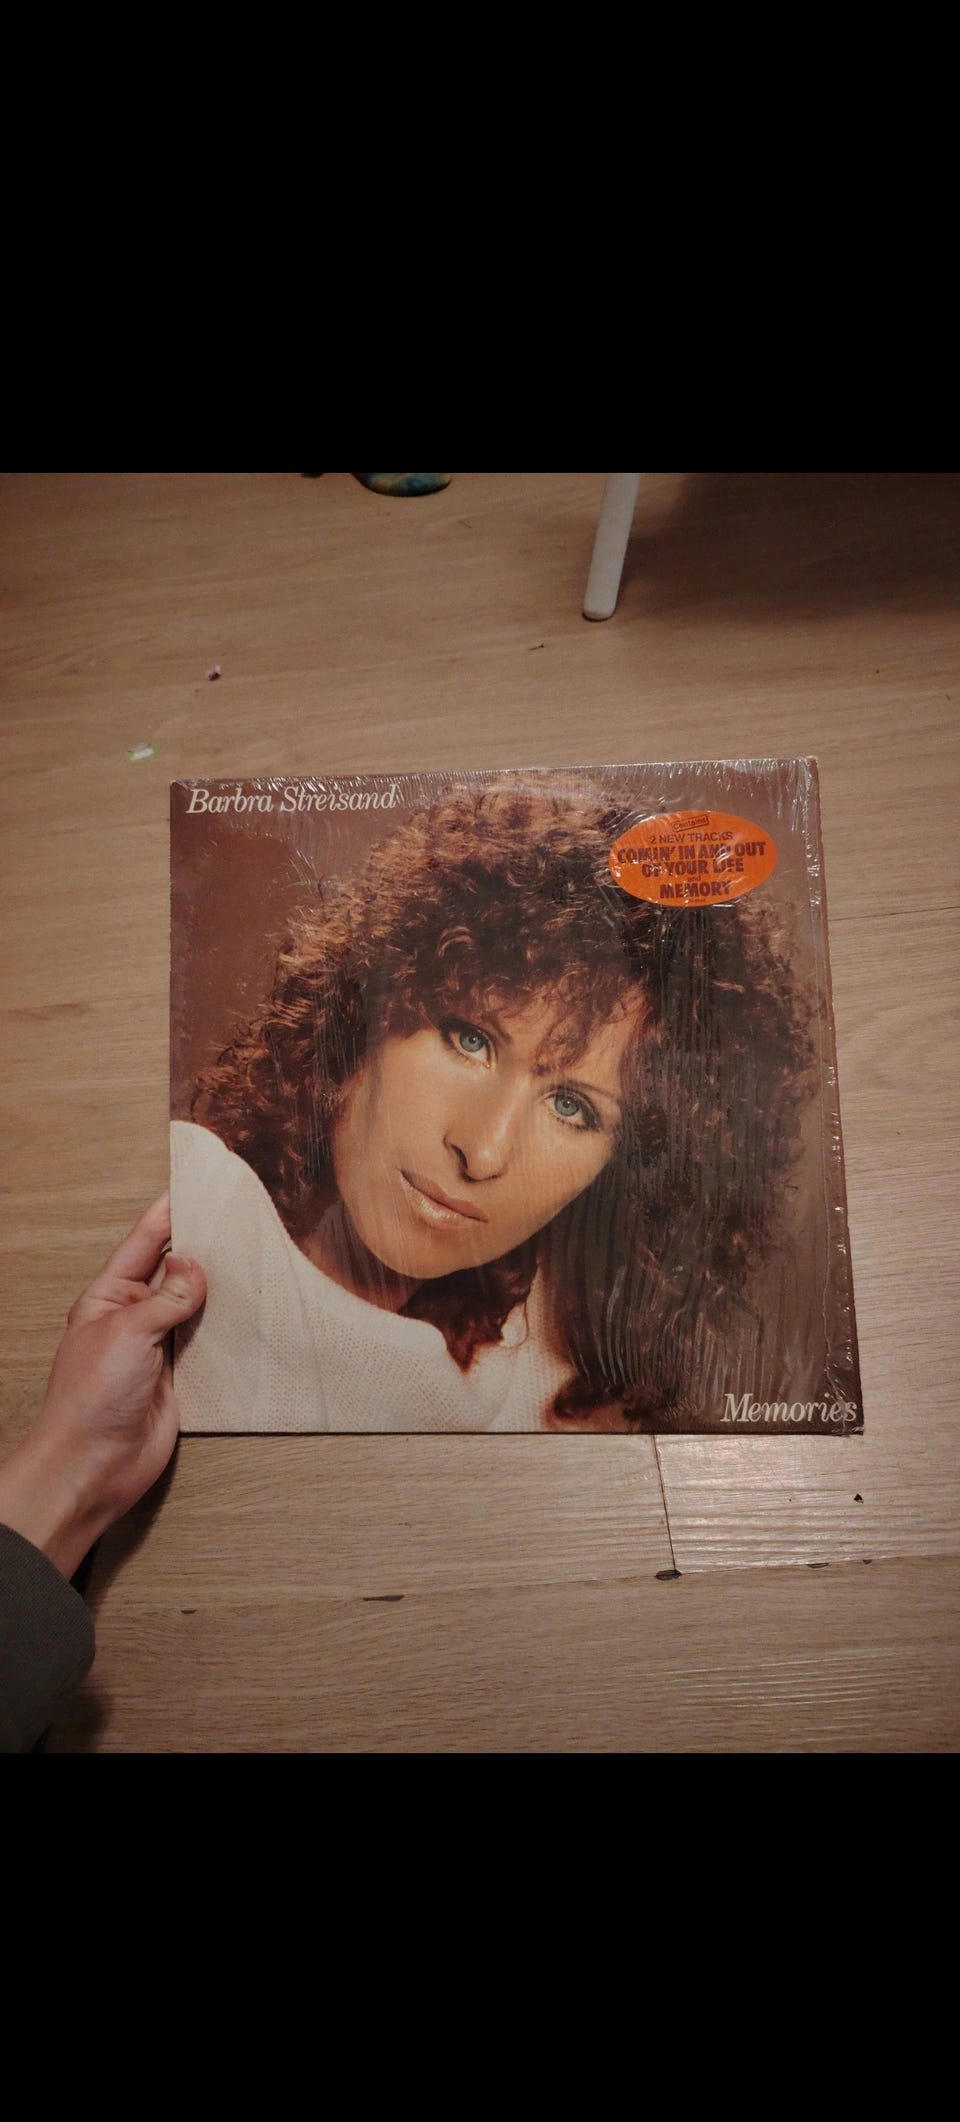 Barbra Streisand
Contains
2 NEW TRACKS
COMIN' IN AND OUT
OF YOUR LIFE
and
MEMORY
Memories